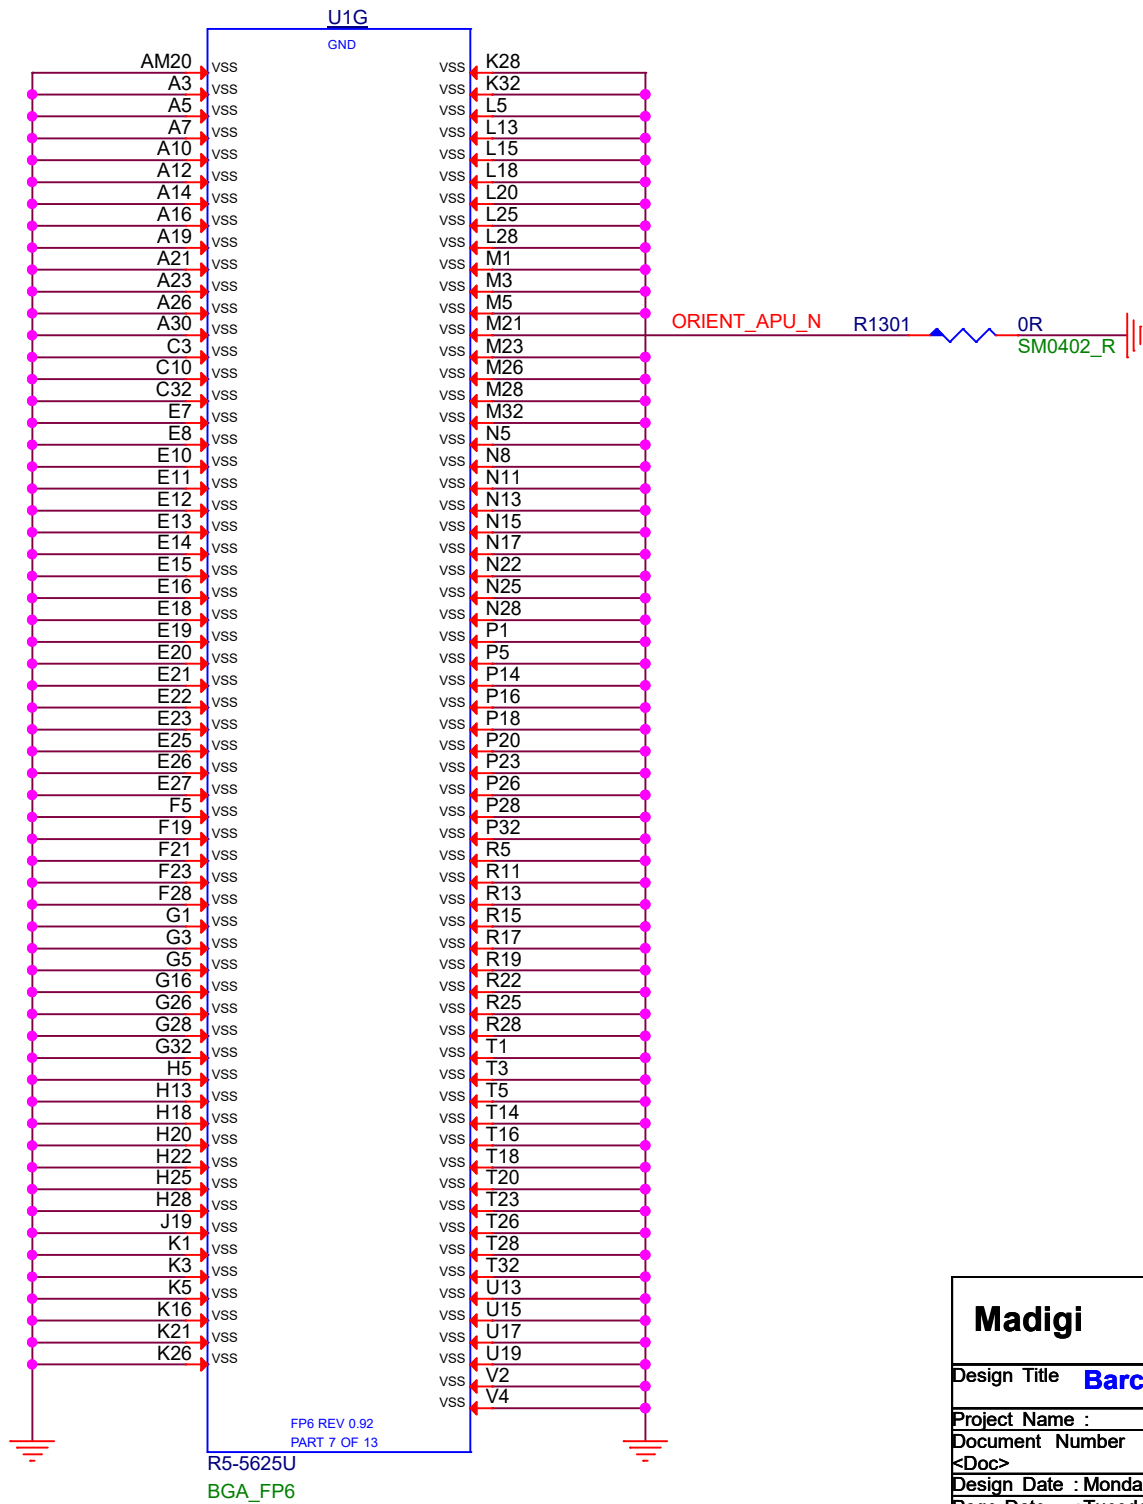 U1G
GND
AM20 VSS VSS K28
A3 VSS VSS K32
A5 VSS VSS L5
A7 VSS VSS L13
A10 VSS VSS L15
A12 VSS VSS L18
A14 VSS VSS L20
A16 VSS VSS L25
A19 VSS VSS L28
A21 VSS VSS M1
A23 VSS VSS M3
A26 VSS VSS M5
A30 VSS VSS M21 ORIENT_APU_N R1301 0R
C3 VSS VSS M23 SM0402_R
C10 VSS VSS M26
C32 VSS VSS M28
E7 VSS VSS M32
E8 VSS VSS N5
E10 VSS VSS N8
E11 VSS VSS N11
E12 VSS VSS N13
E13 VSS VSS N15
E14 VSS VSS N17
E15 VSS VSS N22
E16 VSS VSS N25
E18 VSS VSS N28
E19 VSS VSS P1
E20 VSS VSS P5
E21 VSS VSS P14
E22 VSS VSS P16
E23 VSS VSS P18
E25 VSS VSS P20
E26 VSS VSS P23
E27 VSS VSS P26
F5 VSS VSS P28
F19 VSS VSS P32
F21 VSS VSS R5
F23 VSS VSS R11
F28 VSS VSS R13
G1 VSS VSS R15
G3 VSS VSS R17
G5 VSS VSS R19
G16 VSS VSS R22
G26 VSS VSS R25
G28 VSS VSS R28
G32 VSS VSS T1
H5 VSS VSS T3
H13 VSS VSS T5
H18 VSS VSS T14
H20 VSS VSS T16
H22 VSS VSS T18
H25 VSS VSS T20
H28 VSS VSS T23
J19 VSS VSS T26
K1 VSS VSS T28
K3 VSS VSS T32
K5 VSS VSS U13
K16 VSS VSS U15
K21 VSS VSS U17
K26 VSS VSS U19
VSS V2
VSS V4
FP6 REV 0.92
PART 7 OF 13
R5-5625U
BGA_FP6
Madigi
Design Title Barc
Project Name :
Document Number
<Doc>
Design Date : Monda